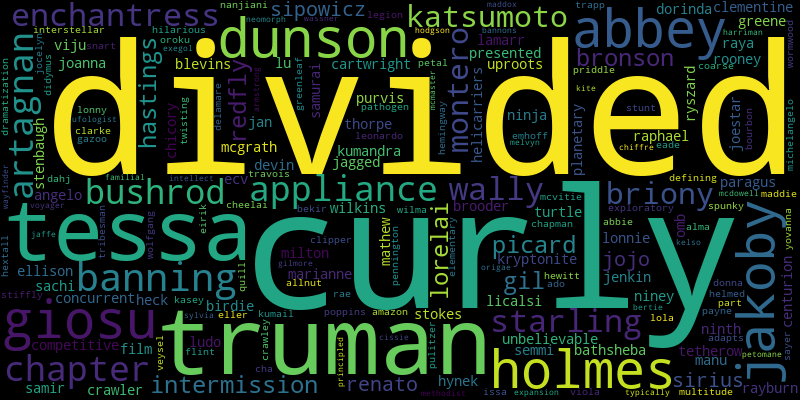 enchantress
nanjiani
sipowicz
katsumoto
dorinda
clementine
maddox
trapp
neomorph
wassner
legion
interstellar
hilarious
dunson
hodgson
bannons
abbey
greene
harriman
viju
snart
oroku
lu
cartwright
petal
lamarr
presented
raya
rooney
wormwood
joanna
blevins
uproots
bronson
coarse
dramatization
artagnan
jocelyn
didymus
hastings
redfly
greenleaf
samurai
montero
helicarriers
divided
lonny
ufologist
clarke
gazoo
stenbaugh
chicory
twisting
delamare
armstrong
purvis
pathogen
mcmaster
hemingway
priddle
kite
stunt
ryszard
joestar
bourbon
michelangelo
ninja
planetary
jan
thorpe
leonardo
emhoff
melvyn
raphael
chiffre
eade
mcgrath
kumandra
devin
jagged
defining
wayfinder
dahj
familial
intellect
travois
angelo
voyager
ecv
cheelai
bushrod
appliance
wally
mcvitie
briony
paragus
mcdowell
maddie
exploratory
spunky
tessa
curly
tribesman
wolfgang
eirik
bekir
wilkins
wilma
brooder
turtle
chapman
abbie
romb
alma
kelso
yovanna
hextall
jaffe
quill
clipper
milton
gilmore
marianne
mathew
pennington
lorelai
elementary
picard
kryptonite
origae
lonnie
jojo
jakoby
centurion
sayer
ellison
sachi
banning
allnut
gil
hewitt
ado
jenkin
donna
helmed
stiffly
concurrent
heck
kasey
birdie
rae
poppins
amazon
stokes
licalsi
niney
bertie
part
payne
giosu
sylvia
eller
kumail
truman
pulitzer
starling
lola
ninth
adapts
competitive
film
veysel
ludo
flint
crawley
cissie
unbelievable
tetherow
petomane
chapter
semmi
bathsheba
manu
holmes
sirius
samir
crawler
intermission
cha
principled
renato
hynek
issa
expansion
viola
typically
multitude
rayburn